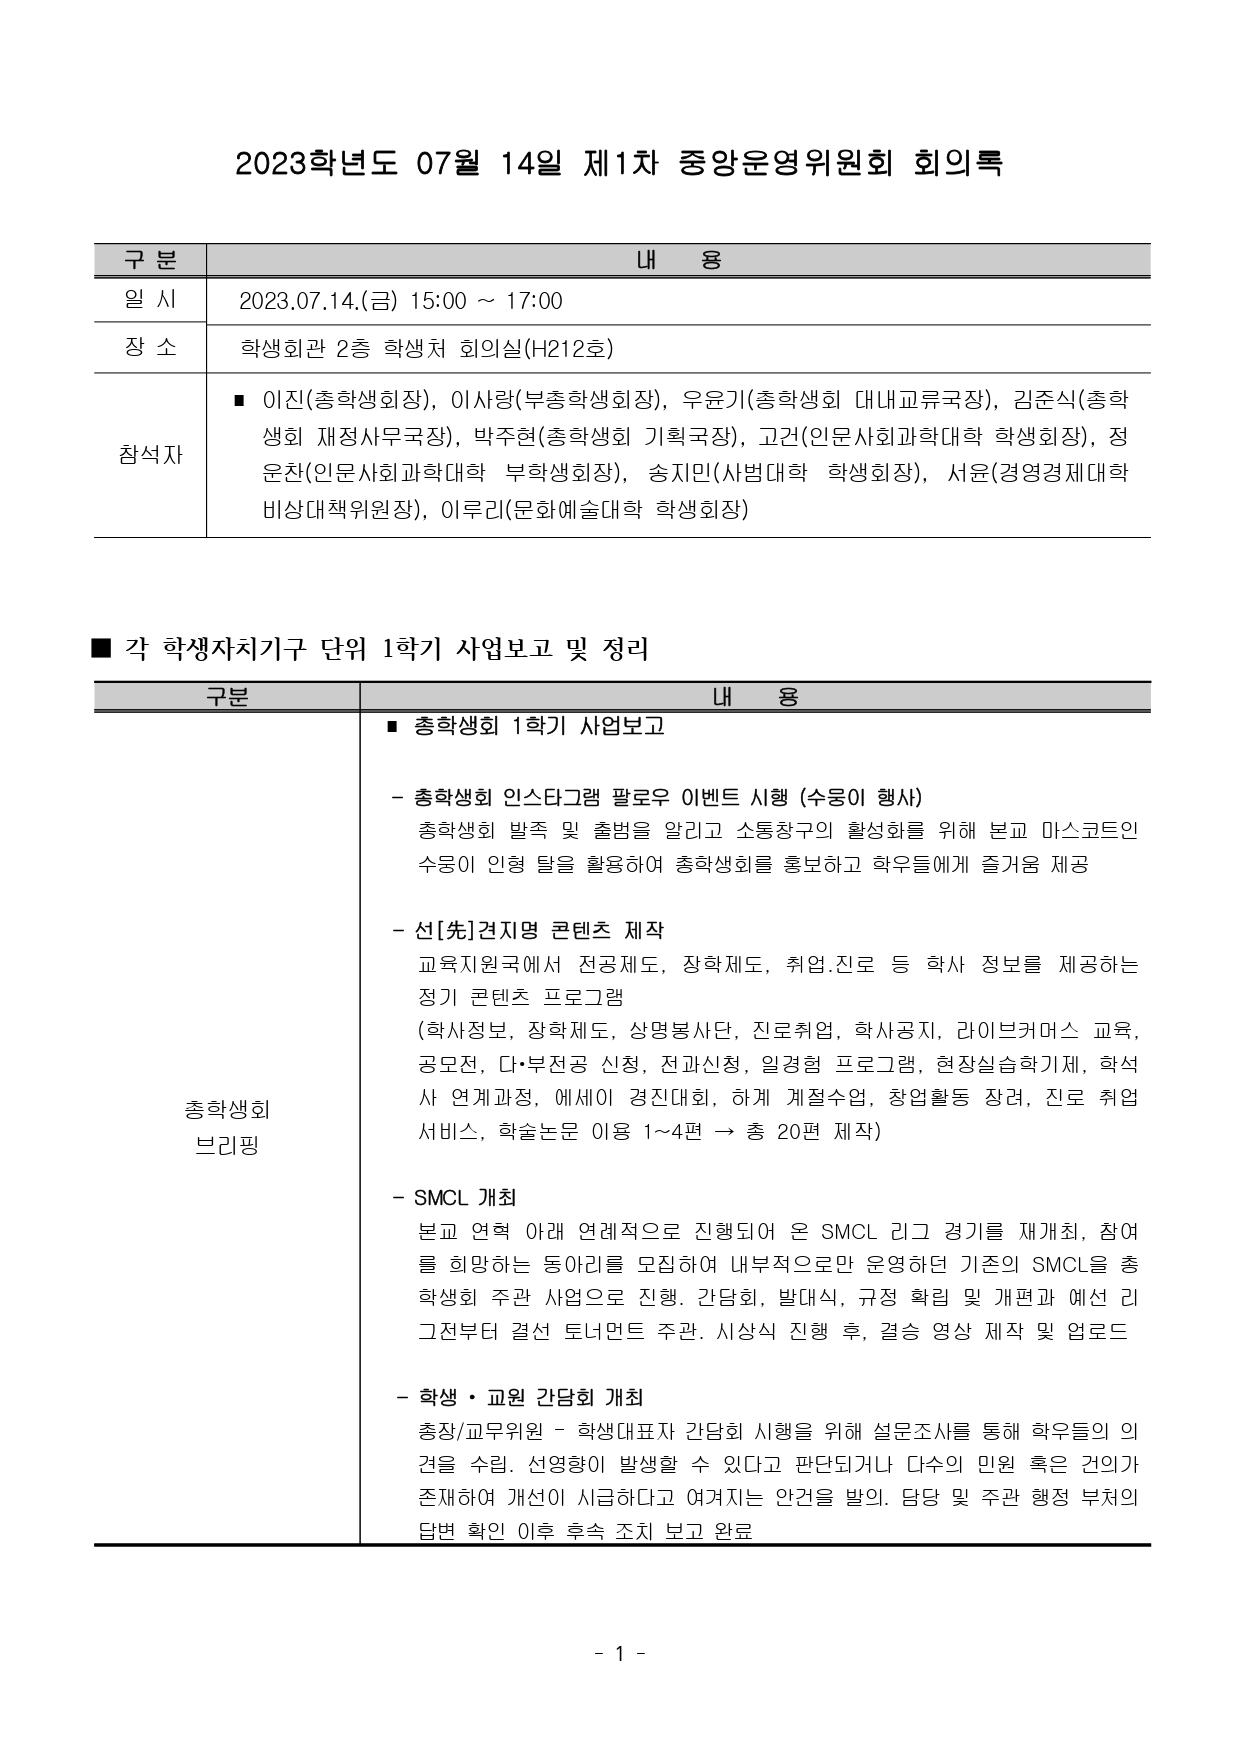 2023학년도 07월 14일 제1차 중앙운영위원회 회의록
구 분 내 용
일 시 2023.07.14.(금) 15:00 ~ 17:00
장 소 학생회관 2층 학생처 회의실(H212호)
참석자
■ 이진(총학생회장), 이사랑(부총학생회장), 우윤기(총학생회 대내교류국장), 김준식(총학
생회 재정사무국장), 박주현(총학생회 기획국장), 고건(인문사회과학대학 학생회장), 정
운찬(인문사회과학대학 부학생회장), 송지민(사범대학 학생회장), 서윤(경영경제대학
비상대책위원장), 이루리(문화예술대학 학생회장)
■ 각 학생자치기구 단위 1학기 사업보고 및 정리
구분 내 용
총학생회
브리핑
■ 총학생회 1학기 사업보고
- 총학생회 인스타그램 팔로우 이벤트 시행 (수뭉이 행사)
총학생회 발족 및 출범을 알리고 소통창구의 활성화를 위해 본교 마스코트인
수뭉이 인형 탈을 활용하여 총학생회를 홍보하고 학우들에게 즐거움 제공
- 선[先]견지명 콘텐츠 제작
교육지원국에서 전공제도, 장학제도, 취업.진로 등 학사 정보를 제공하는
정기 콘텐츠 프로그램
(학사정보, 장학제도, 상명봉사단, 진로취업, 학사공지, 라이브커머스 교육,
공모전, 다•부전공 신청, 전과신청, 일경험 프로그램, 현장실습학기제, 학석
사 연계과정, 에세이 경진대회, 하계 계절수업, 창업활동 장려, 진로 취업
서비스, 학술논문 이용 1~4편 → 총 20편 제작)
- SMCL 개최
본교 연혁 아래 연례적으로 진행되어 온 SMCL 리그 경기를 재개최, 참여
를 희망하는 동아리를 모집하여 내부적으로만 운영하던 기존의 SMCL을 총
학생회 주관 사업으로 진행. 간담회, 발대식, 규정 확립 및 개편과 예선 리
그전부터 결선 토너먼트 주관. 시상식 진행 후, 결승 영상 제작 및 업로드
- 학생 • 교원 간담회 개최
총장/교무위원 - 학생대표자 간담회 시행을 위해 설문조사를 통해 학우들의 의
견을 수립. 선영향이 발생할 수 있다고 판단되거나 다수의 민원 혹은 건의가
존재하여 개선이 시급하다고 여겨지는 안건을 발의. 담당 및 주관 행정 부처의
답변 확인 이후 후속 조치 보고 완료
- 1 -